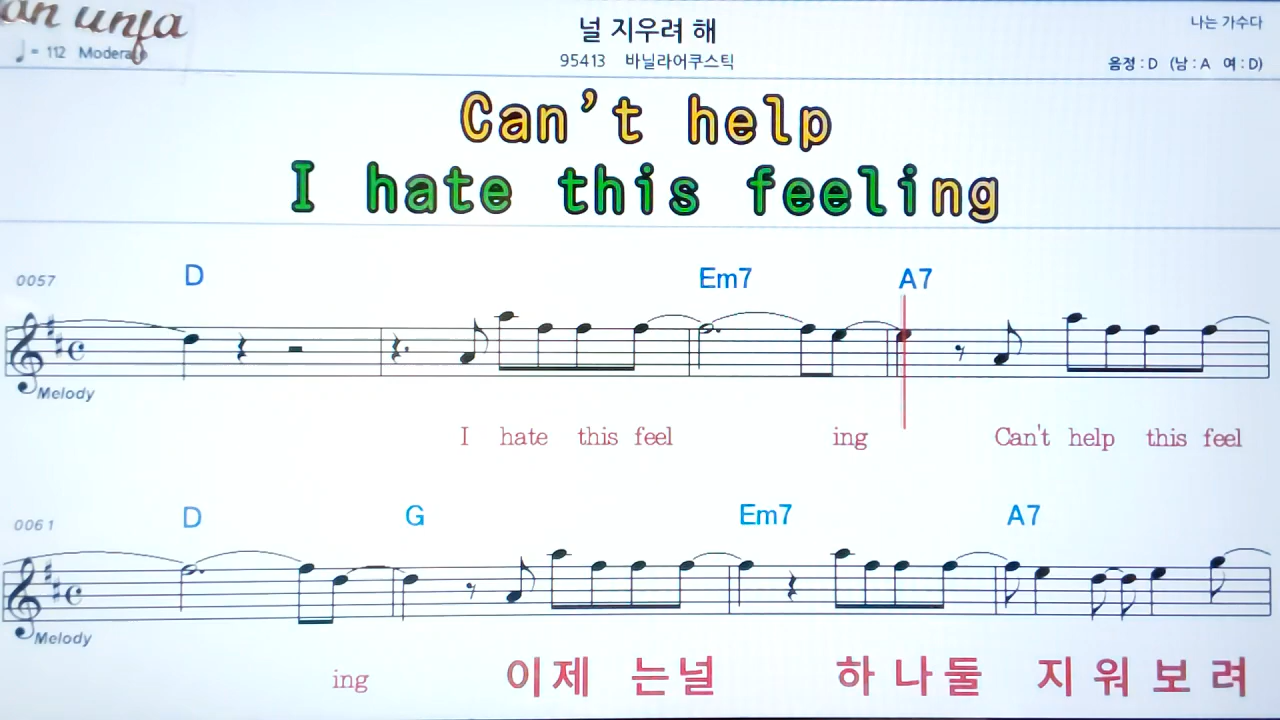 널 지우려 해
나는 가수다
♩= 112 Modera
95413 바닐라어쿠스틱
음정 : D (남 : A 여 : D)
Can't help
I hate this feeling
0057 D Em7 A7
Melody
I hate this feel ing Can't help this feel
0061 D G Em7 A7
Melody
ing 이제 는널 하나둘 지워보려